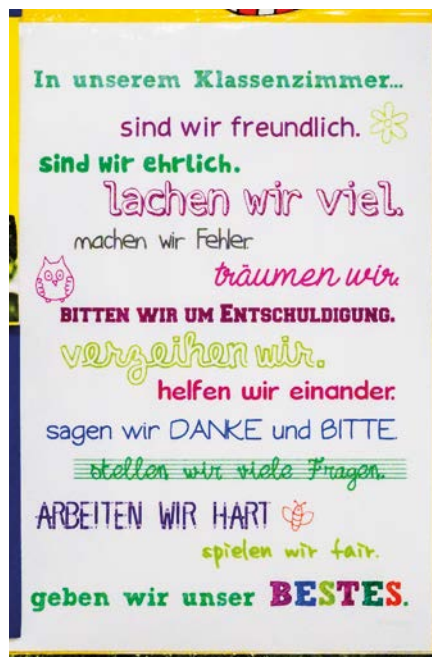 In unserem Klassenzimmer...
sind wir freundlich.
sind wir ehrlich.
lachen wir viel.
machen wir Fehler.
träumen wir.
BITTEN WIR UM ENTSCHULDIGUNG.
verzeihen wir.
helfen wir einander.
sagen wir DANKE und BITTE
stellen wir viele Fragen.
ARBEITEN WIR HART
spielen wir fair.
geben wir unser BESTES.